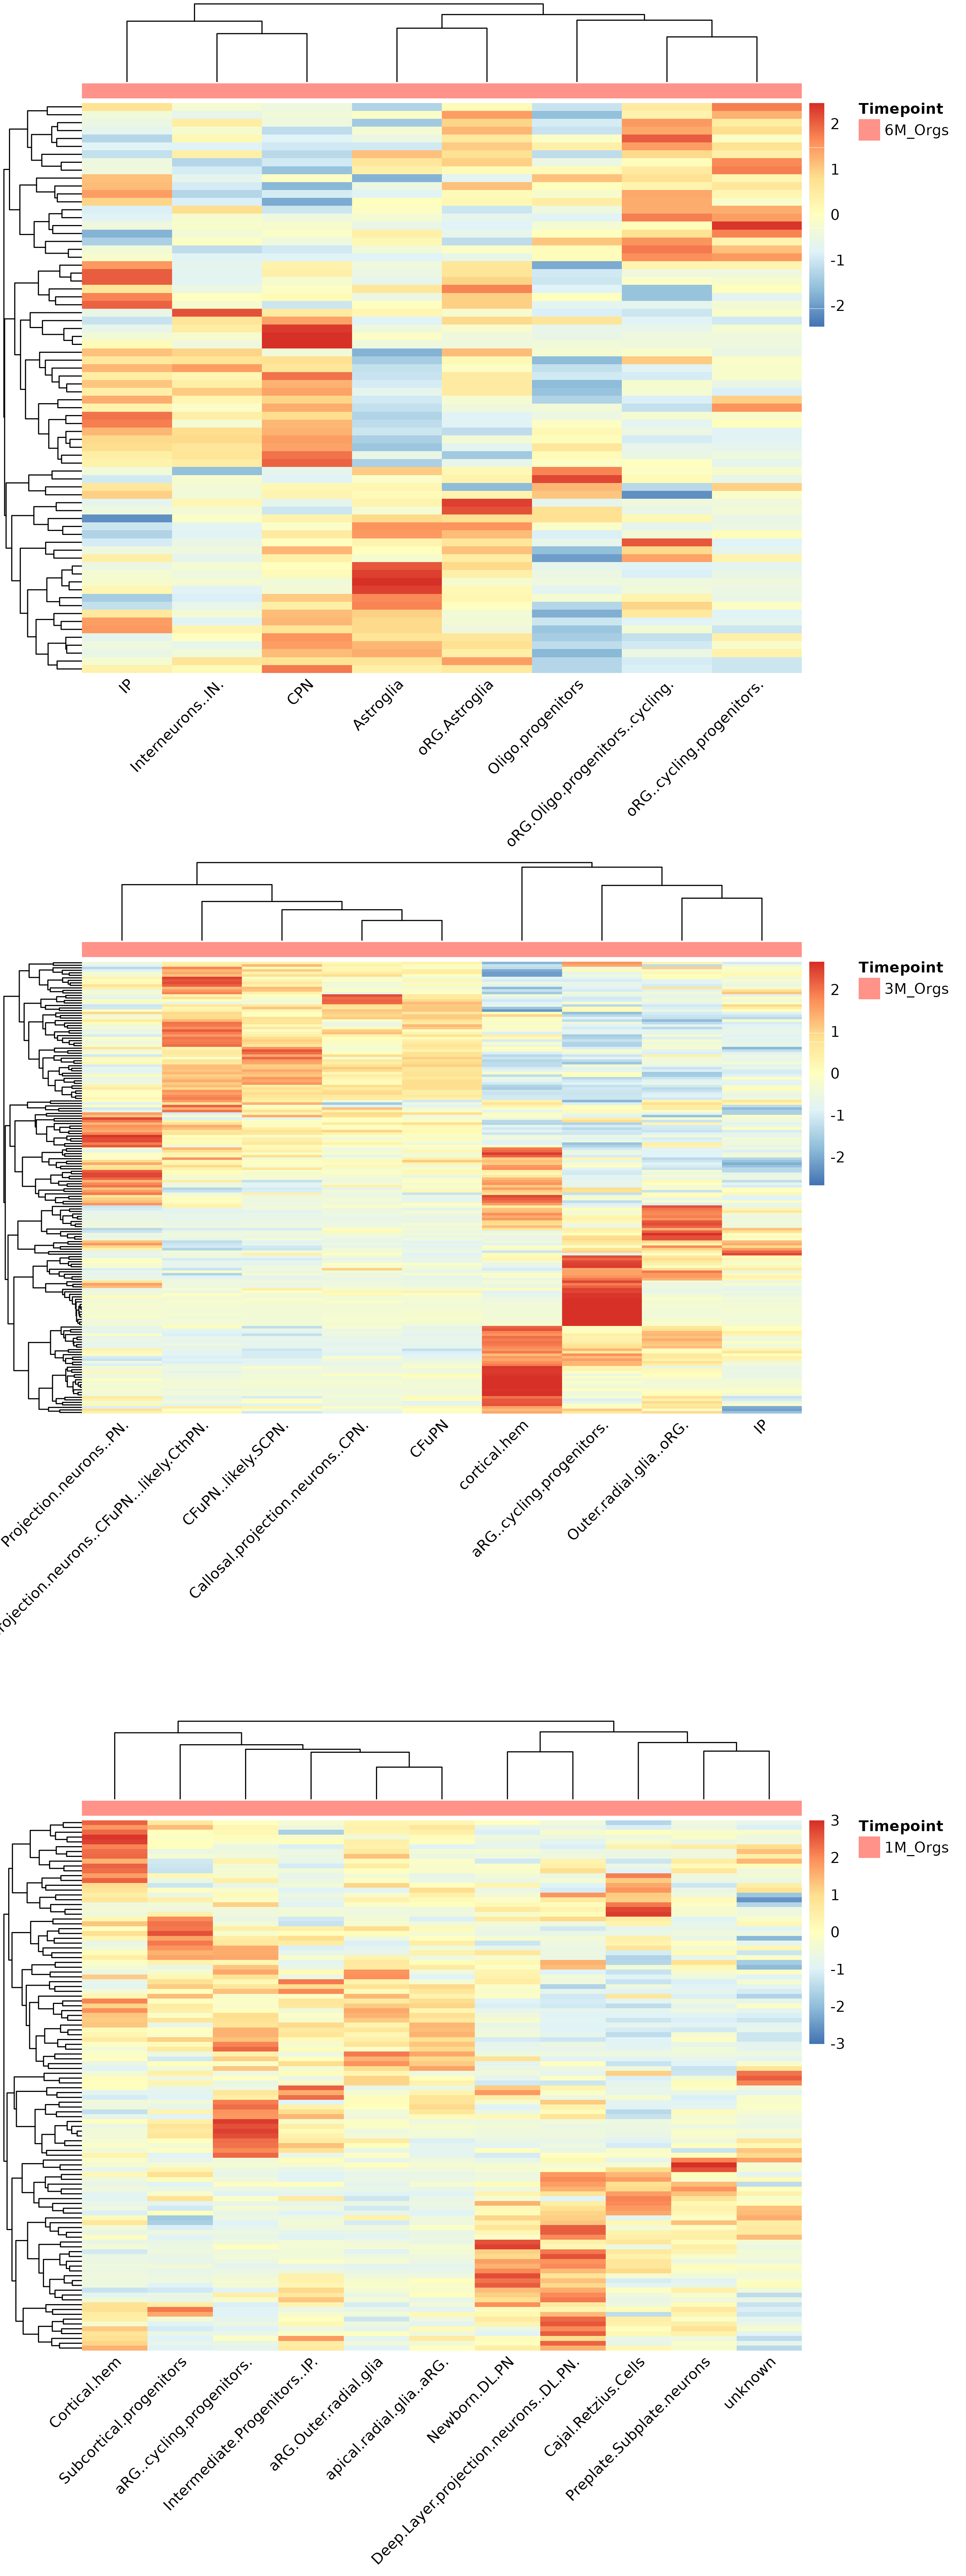 Timepoint
6M_Orgs
2
1
0
-1
-2
IP
Interneurons..IN.
CPN
Astroglia
oRG.Astroglia
Oligo.progenitors
oRG.Oligo.progenitors..cycling.
oRG..cycling.progenitors.
Timepoint
3M_Orgs
2
1
0
-1
-2
Projection.neurons..PN.
rojection.neurons..CFuPN...likely.CthPN.
CFuPN..likely.SCPN.
Callosal.projection.neurons..CPN.
CFuPN
cortical.hem
aRG..cycling.progenitors.
Outer.radial.glia..oRG.
IP
Timepoint
1M_Orgs
3
2
1
0
-1
-2
-3
Cortical.hem
Subcortical.progenitors
aRG..cycling.progenitors.
Intermediate.Progenitors..IP.
aRG.Outer.radial.glia
apical.radial.glia..aRG.
Newborn.DL.PN
Deep.Layer.projection.neurons..DL.PN.
Cajal.Retzius.Cells
Preplate.Subplate.neurons
unknown